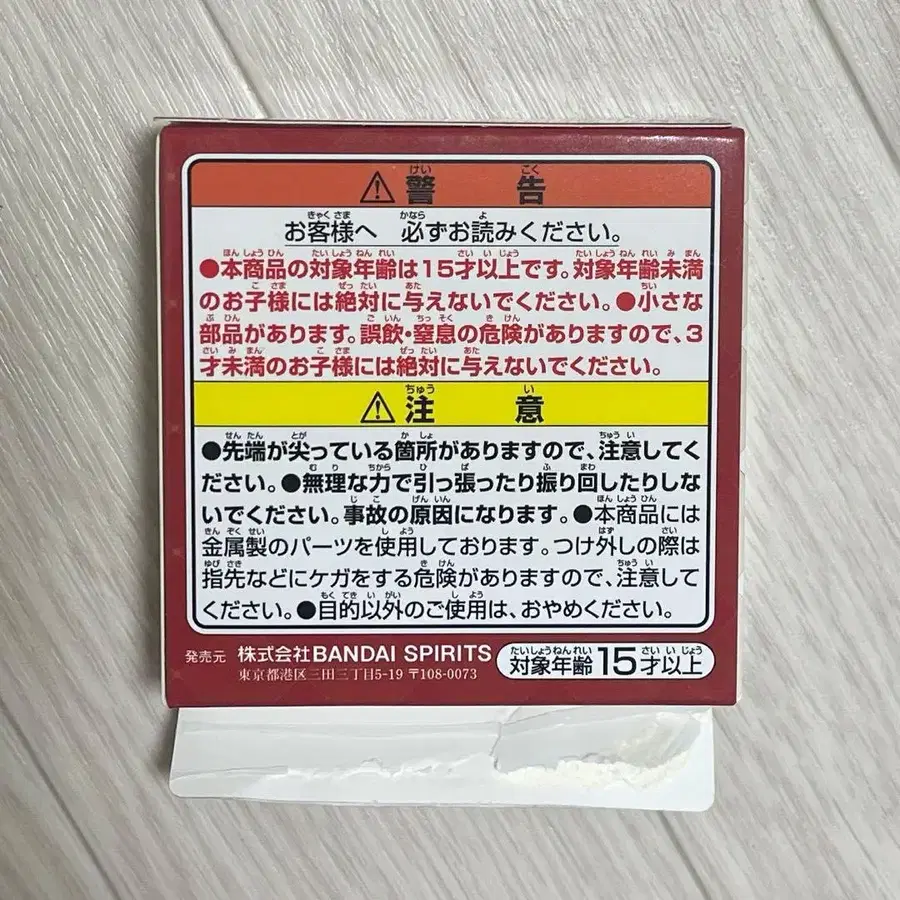 ⚠警告
お客様へ 必ずお読みください。
●本商品の対象年齢は15才以上です。対象年齢未満
のお子様には絶対に与えないでください。●小さな
部品があります。誤飲・窒息の危険がありますので、3
才未満のお子様には絶対に与えないでください。
⚠注意
●先端が尖っている箇所がありますので、注意してく
ださい。●無理な力で引っ張ったり振り回したりしな
いでください。事故の原因になります。●本商品には
金属製のパーツを使用しております。つけ外しの際は
指先などにケガをする危険がありますので、注意して
ください。●目的以外のご使用は、おやめください。
発売元 株式会社BANDAI SPIRITS
東京都港区三田三丁目5-19 〒108-0073
対象年齢 15才以上